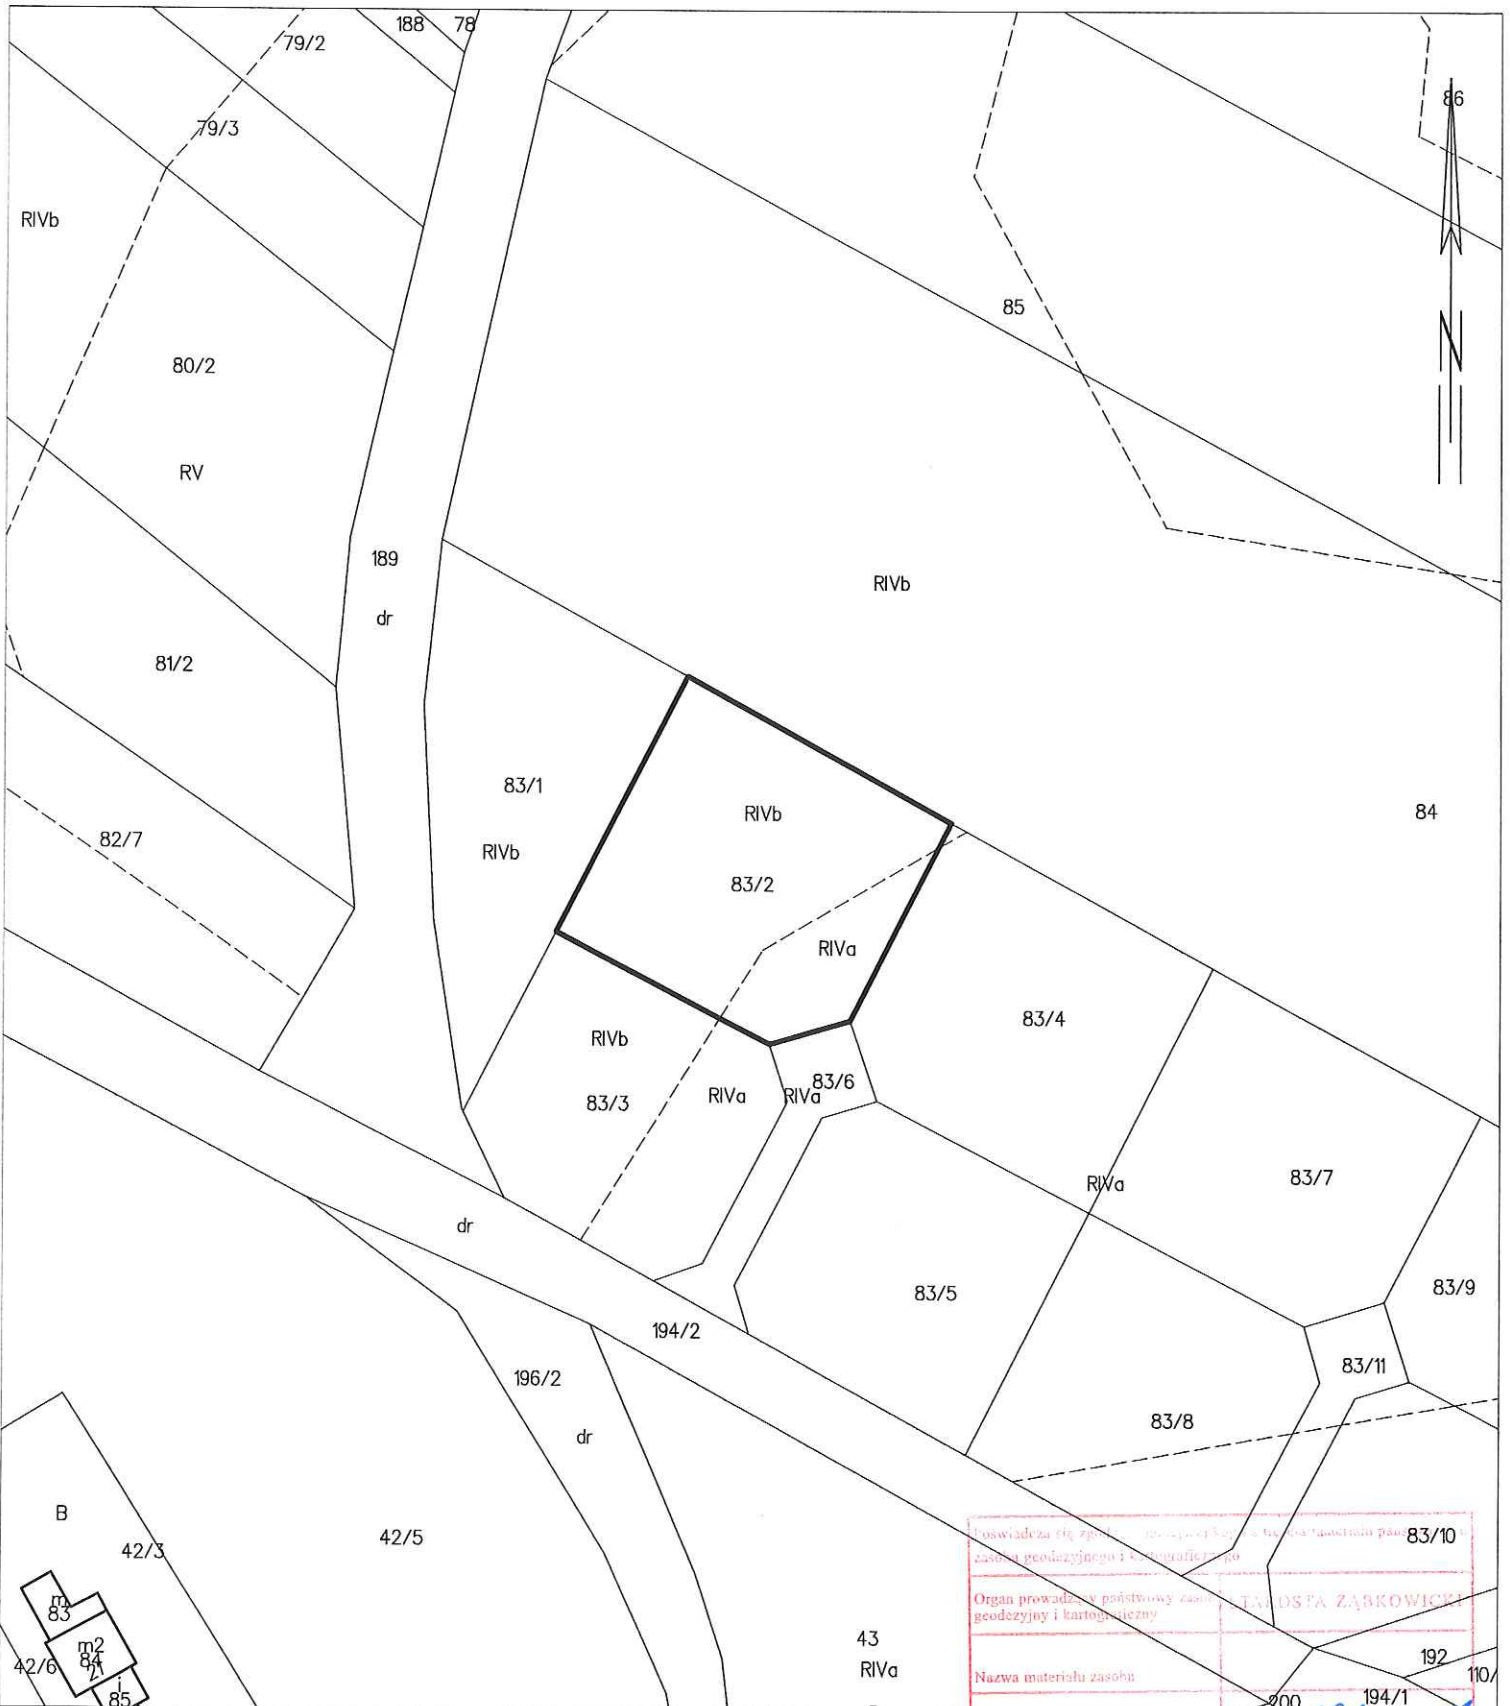 188
78
79/2
79/3
86
RIVb
85
80/2
RV
N
189
RIVb
dr
81/2
83/1
RIVb
84
82/7
RIVb
83/2
RIVa
83/4
RIVb
83/6
RIVa
RIVa
83/3
RIVa
83/7
dr
83/5
83/9
194/2
83/11
196/2
83/8
dr
B
42/3
42/5
83/10
Poświadcza się
zasobu geodezyjnego i kartograficznego
Organ prowadzący państwowy zasób
geodezyjny i kartograficzny
STAROSTA ZĄBKOWICKI
Nazwa materiału zasobu
m
83
43
RIVa
m2
84
21
42/6
192
110/
i
85
200
194/1